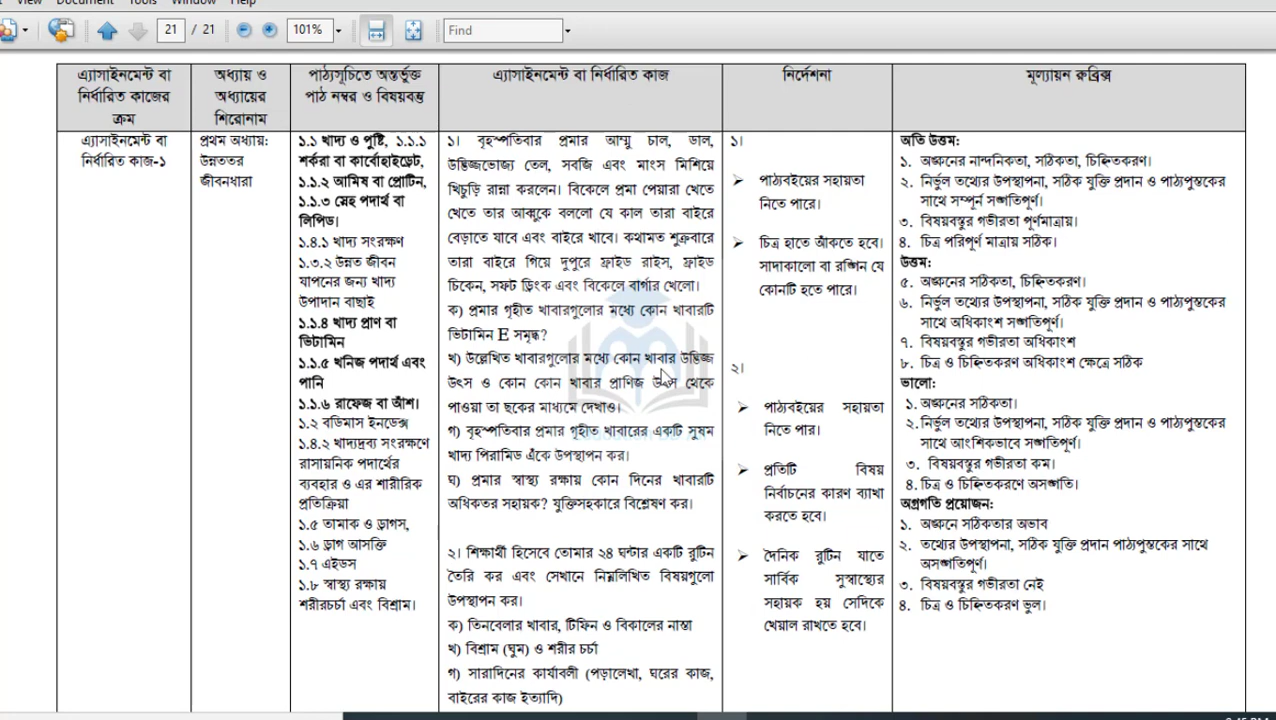 View Document Tools Window Help
21 / 21 101% Find
এ্যাসাইনমেন্ট বা
নির্ধারিত কাজের
ক্রম
অধ্যায় ও
অধ্যায়ের
শিরোনাম
পাঠ্যসূচিতে অন্তর্ভুক্ত
পাঠ নম্বর ও বিষয়বস্তু
এ্যাসাইনমেন্ট বা নির্ধারিত কাজ
নির্দেশনা
মূল্যায়ন রুব্রিক্স
এ্যাসাইনমেন্ট বা
নির্ধারিত কাজ-১
প্রথম অধ্যায়:
উন্নততর
জীবনধারা
১.১ খাদ্য ও পুষ্টি, ১.১.১
শর্করা বা কার্বোহাইড্রেট,
১.১.২ আমিষ বা প্রোটিন,
১.১.৩ স্নেহ পদার্থ বা
লিপিড।
১.৪.১ খাদ্য সংরক্ষণ
১.৩.২ উন্নত জীবন
যাপনের জন্য খাদ্য
উপাদান বাছাই
১.১.৪ খাদ্য প্রাণ বা
ভিটামিন
১.১.৫ খনিজ পদার্থ এবং
পানি
১.১.৬ রাফেজ বা আঁশ।
১.২ বডিমাস ইনডেক্স
১.৪.২ খাদ্যদ্রব্য সংরক্ষণে
রাসায়নিক পদার্থের
ব্যবহার ও এর শারীরিক
প্রতিক্রিয়া
১.৫ তামাক ও ড্রাগস,
১.৬ ড্রাগ আসক্তি
১.৭ এইডস
১.৮ স্বাস্থ্য রক্ষায়
শরীরচর্চা এবং বিশ্রাম।
১। বৃহস্পতিবার প্রমার আম্মু চাল, ডাল,
উদ্ভিজ্জভোজ্য তেল, সবজি এবং মাংস মিশিয়ে
খিচুড়ি রান্না করলেন। বিকেলে প্রমা পেয়ারা খেতে
খেতে তার আব্বুকে বললো যে কাল তারা বাইরে
বেড়াতে যাবে এবং বাইরে খাবে। কথামত শুক্রবারে
তারা বাইরে গিয়ে দুপুরে ফ্রাইড রাইস, ফ্রাইড
চিকেন, সফট ড্রিংক এবং বিকেলে বার্গার খেলো।
ক) প্রমার গৃহীত খাবারগুলোর মধ্যে কোন খাবারটি
ভিটামিন E সমৃদ্ধ?
খ) উল্লেখিত খাবারগুলোর মধ্যে কোন খাবার উদ্ভিজ্জ
উৎস ও কোন কোন খাবার প্রাণিজ উৎস থেকে
পাওয়া তা ছকের মাধ্যমে দেখাও।
গ) বৃহস্পতিবার প্রমার গৃহীত খাবারের একটি সুষম
খাদ্য পিরামিড এঁকে উপস্থাপন কর।
ঘ) প্রমার স্বাস্থ্য রক্ষায় কোন দিনের খাবারটি
অধিকতর সহায়ক? যুক্তিসহকারে বিশ্লেষণ কর।
২। শিক্ষার্থী হিসেবে তোমার ২৪ ঘন্টার একটি রুটিন
তৈরি কর এবং সেখানে নিম্নলিখিত বিষয়গুলো
উপস্থাপন কর।
ক) তিনবেলার খাবার, টিফিন ও বিকালের নাস্তা
খ) বিশ্রাম (ঘুম) ও শরীর চর্চা
গ) সারাদিনের কার্যাবলী (পড়ালেখা, ঘরের কাজ,
বাইরের কাজ ইত্যাদি)
১।
➢ পাঠ্যবইয়ের সহায়তা
নিতে পারে।
➢ চিত্র হাতে আঁকতে হবে।
সাদাকালো বা রঙ্গিন যে
কোনটি হতে পারে।
২।
➢ পাঠ্যবইয়ের সহায়তা
নিতে পার।
➢ প্রতিটি বিষয়
নির্বাচনের কারণ ব্যাখা
করতে হবে।
➢ দৈনিক রুটিন যাতে
সার্বিক সুস্বাস্থ্যের
সহায়ক হয় সেদিকে
খেয়াল রাখতে হবে।
অতি উত্তম:
১. অঙ্কনের নান্দনিকতা, সঠিকতা, চিহ্নিতকরণ।
২. নির্ভুল তথ্যের উপস্থাপনা, সঠিক যুক্তি প্রদান ও পাঠ্যপুস্তকের
সাথে সম্পূর্ন সঙ্গতিপূর্ণ।
৩. বিষয়বস্তুর গভীরতা পূর্ণমাত্রায়।
৪. চিত্র পরিপূর্ণ মাত্রায় সঠিক।
উত্তম:
৫. অঙ্কনের সঠিকতা, চিহ্নিতকরণ।
৬. নির্ভুল তথ্যের উপস্থাপনা, সঠিক যুক্তি প্রদান ও পাঠ্যপুস্তকের
সাথে অধিকাংশ সঙ্গতিপূর্ণ।
৭. বিষয়বস্তুর গভীরতা অধিকাংশ
৮. চিত্র ও চিহ্নিতকরণ অধিকাংশ ক্ষেত্রে সঠিক
ভালো:
১. অঙ্কনের সঠিকতা।
২. নির্ভুল তথ্যের উপস্থাপনা, সঠিক যুক্তি প্রদান ও পাঠ্যপুস্তকের
সাথে আংশিকভাবে সঙ্গতিপূর্ণ।
৩. বিষয়বস্তুর গভীরতা কম।
৪. চিত্র ও চিহ্নিতকরণে অসঙ্গতি।
অগ্রগতি প্রয়োজন:
১. অঙ্কনে সঠিকতার অভাব
২. তথ্যের উপস্থাপনা, সঠিক যুক্তি প্রদান পাঠ্যপুস্তকের সাথে
অসঙ্গতিপূর্ণ।
৩. বিষয়বস্তুর গভীরতা নেই
৪. চিত্র ও চিহ্নিতকরণ ভুল।